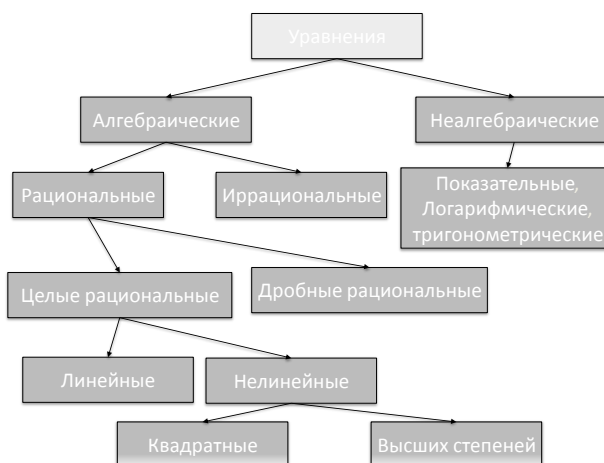 Уравнения
Алгебраические
Неалгебраические
Рациональные
Иррациональные
Показательные,
Логарифмические,
тригонометрические
Целые рациональные
Дробные рациональные
Линейные
Нелинейные
Квадратные
Высших степеней